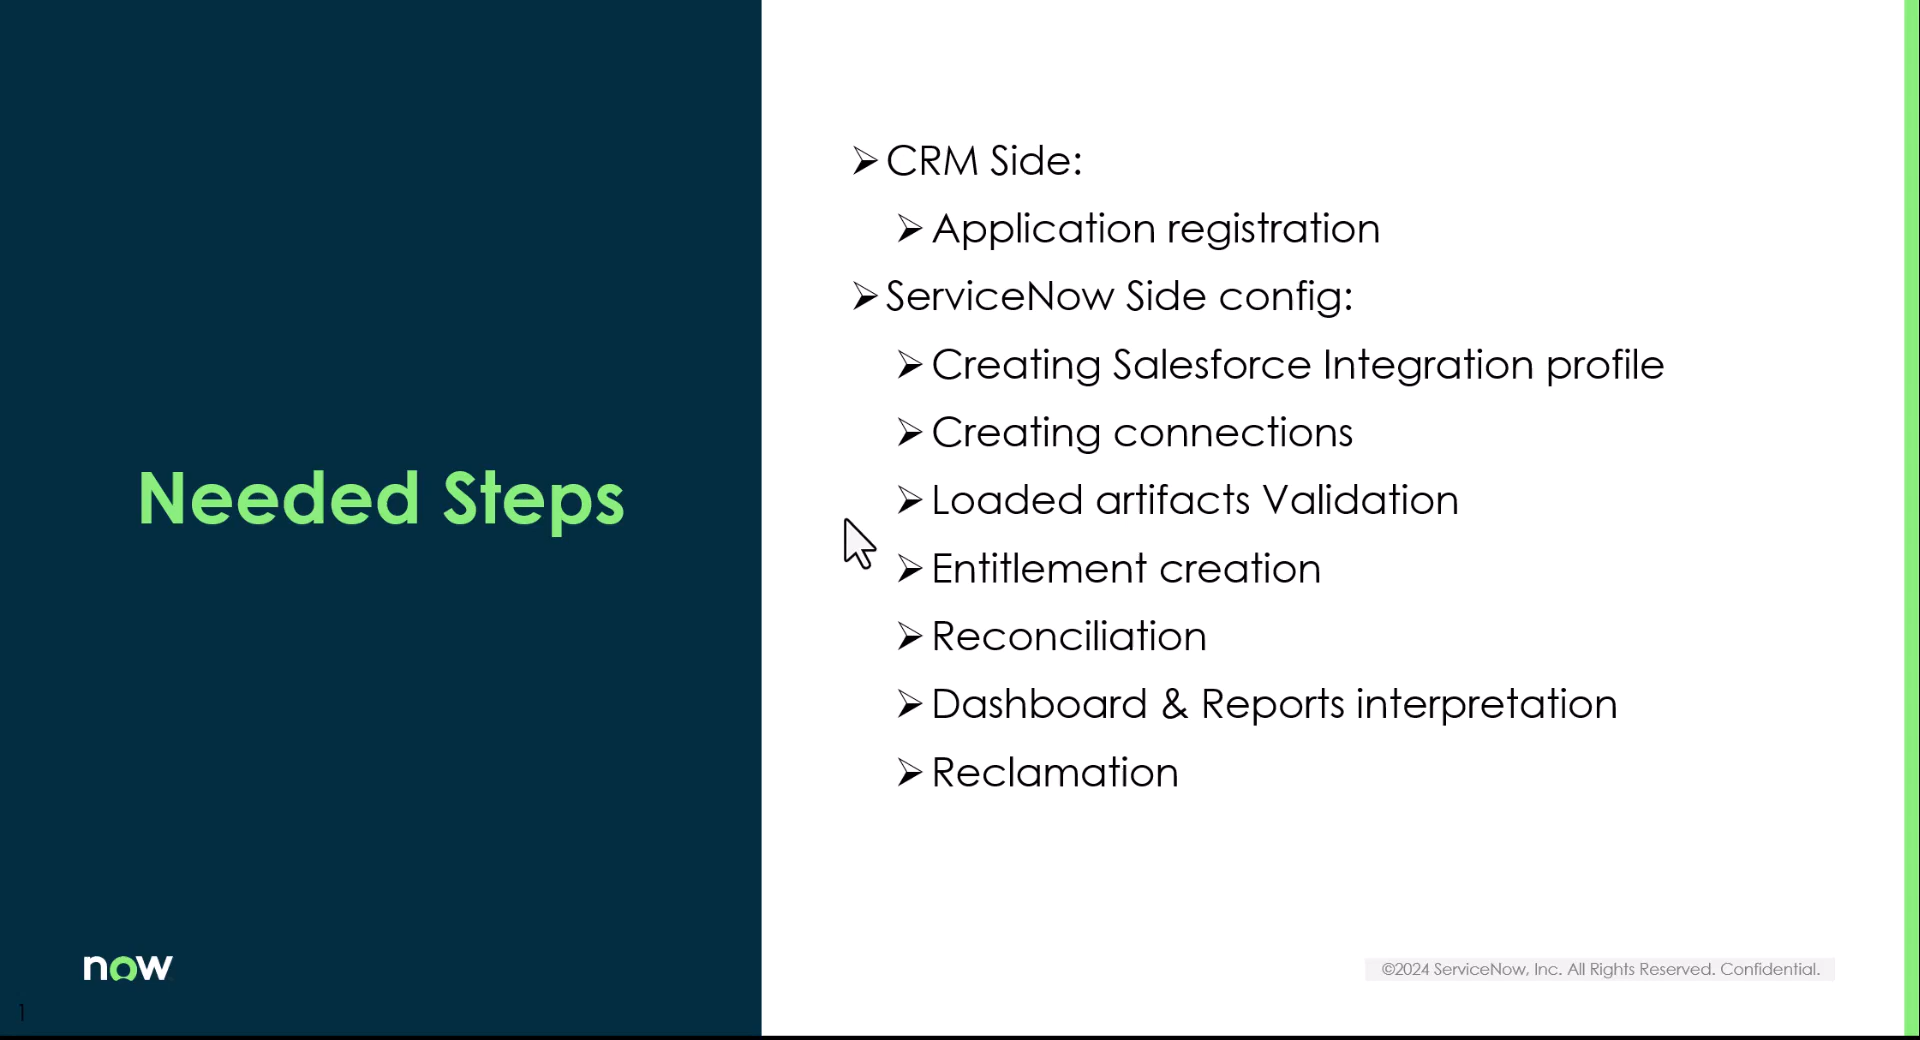 Needed Steps
➢CRM Side:
➢Application registration
➢ServiceNow Side config:
➢Creating Salesforce Integration profile
➢Creating connections
➢Loaded artifacts Validation
➢Entitlement creation
➢Reconciliation
➢Dashboard & Reports interpretation
➢Reclamation
now
©2024 ServiceNow, Inc. All Rights Reserved. Confidential.
1